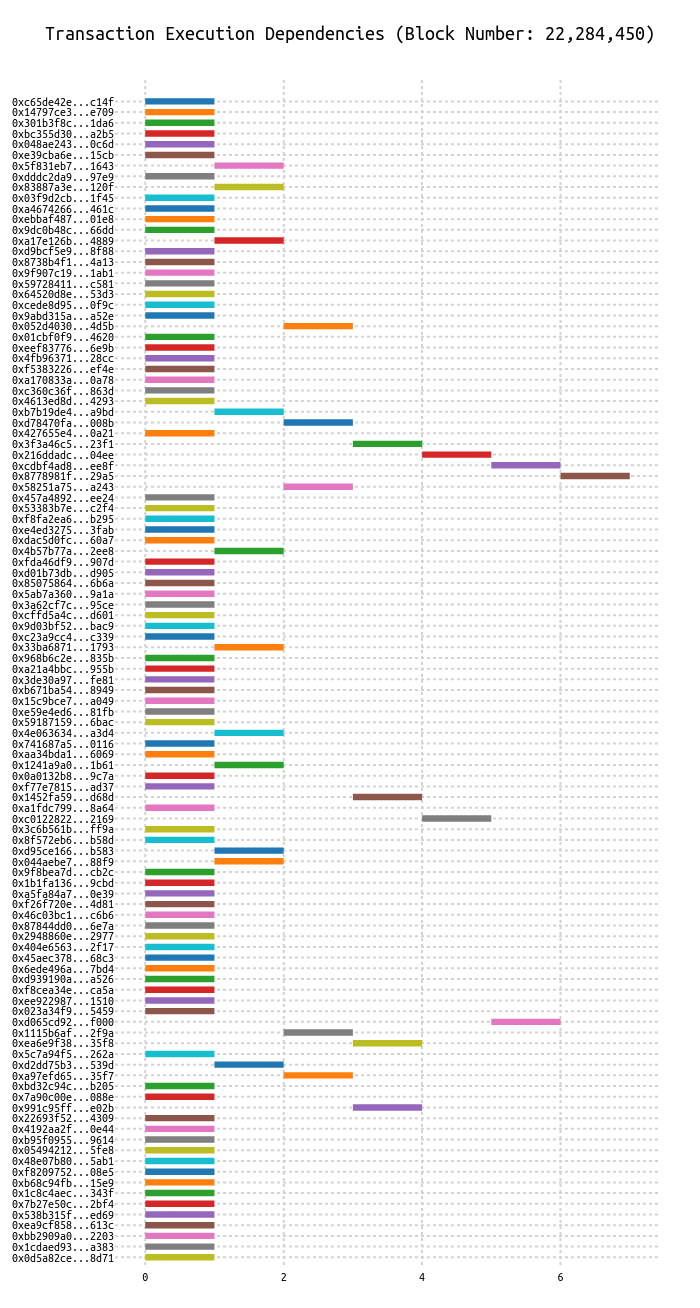 Transaction Execution Dependencies (Block Number: 22,284,450)
0xc65de42e...c14f
0x14797ce3...e709
0x301b3f8c...1da6
0xbc355d30...a2b5
0x048ae243...0c6d
0xe39cba6e...15cb
0x5f831eb7...1643
0xdddc2da9...97e9
0x83887a3e...120f
0x03f9d2cb...1f45
0xa4674266...461c
0xebbaf487...01e8
0x9dc0b48c...66dd
0xa17e126b...4889
0xd9bcf5e9...8f88
0x8738b4f1...4a13
0x9f907c19...1ab1
0x59728411...c581
0x64520d8e...53d3
0xcede8d95...0f9c
0x9abd315a...a52e
0x052d4030...4d5b
0x01cbf0f9...4620
0xeef83776...6e9b
0x4fb96371...28cc
0xf5383226...ef4e
0xa170833a...0a78
0xc360c36f...863d
0x4613ed8d...4293
0xb7b19de4...a9bd
0xd78470fa...008b
0x427655e4...0a21
0x3f3a46c5...23f1
0x216ddadc...04ee
0xcdbf4ad8...ee8f
0x8778981f...29a5
0x58251a75...a243
0x457a4892...ee24
0x53383b7e...c2f4
0xf8fa2ea6...b295
0xe4ed3275...3fab
0xdac5d0fc...60a7
0x4b57b77a...2ee8
0xfda46df9...907d
0xd01b73db...d905
0x85075864...6b6a
0x5ab7a360...9a1a
0x3a62cf7c...95ce
0xcffd5a4c...d601
0x9d03bf52...bac9
0xc23a9cc4...c339
0x33ba6871...1793
0x968b6c2e...835b
0xa21a4bbc...955b
0x3de30a97...fe81
0xb671ba54...8949
0x15c9bce7...a049
0xe59e4ed6...81fb
0x59187159...6bac
0x4e063634...a3d4
0x741687a5...0116
0xaa34bda1...6069
0x1241a9a0...1b61
0x0a0132b8...9c7a
0xf77e7815...ad37
0x1452fa59...d68d
0xa1fdc799...8a64
0xc0122822...2169
0x3c6b561b...ff9a
0x8f572eb6...b58d
0xd95ce166...b583
0x044aebe7...88f9
0x9f8bea7d...cb2c
0x1b1fa136...9cbd
0xa5fa84a7...0e39
0xf26f720e...4d81
0x46c03bc1...c6b6
0x87844dd0...6e7a
0x2948860e...2977
0x404e6563...2f17
0x45aec378...68c3
0x6ede496a...7bd4
0xd939190a...a526
0xf8cea34e...ca5a
0xee922987...1510
0x023a34f9...5459
0xd065cd92...f000
0x1115b6af...2f9a
0xea6e9f38...35f8
0x5c7a94f5...262a
0xd2dd75b3...539d
0xa97efd65...35f7
0xbd32c94c...b205
0x7a90c00e...088e
0x991c95ff...e02b
0x22693f52...4309
0x4192aa2f...0e44
0xb95f0955...9614
0x05494212...5fe8
0x48e07b80...5ab1
0xf8209752...08e5
0xb68c94fb...15e9
0x1c8c4aec...343f
0x7b27e50c...2bf4
0x538b315f...ed69
0xea9cf858...613c
0xbb2909a0...2203
0x1cdaed93...a383
0x0d5a82ce...8d71
0 2 4 6